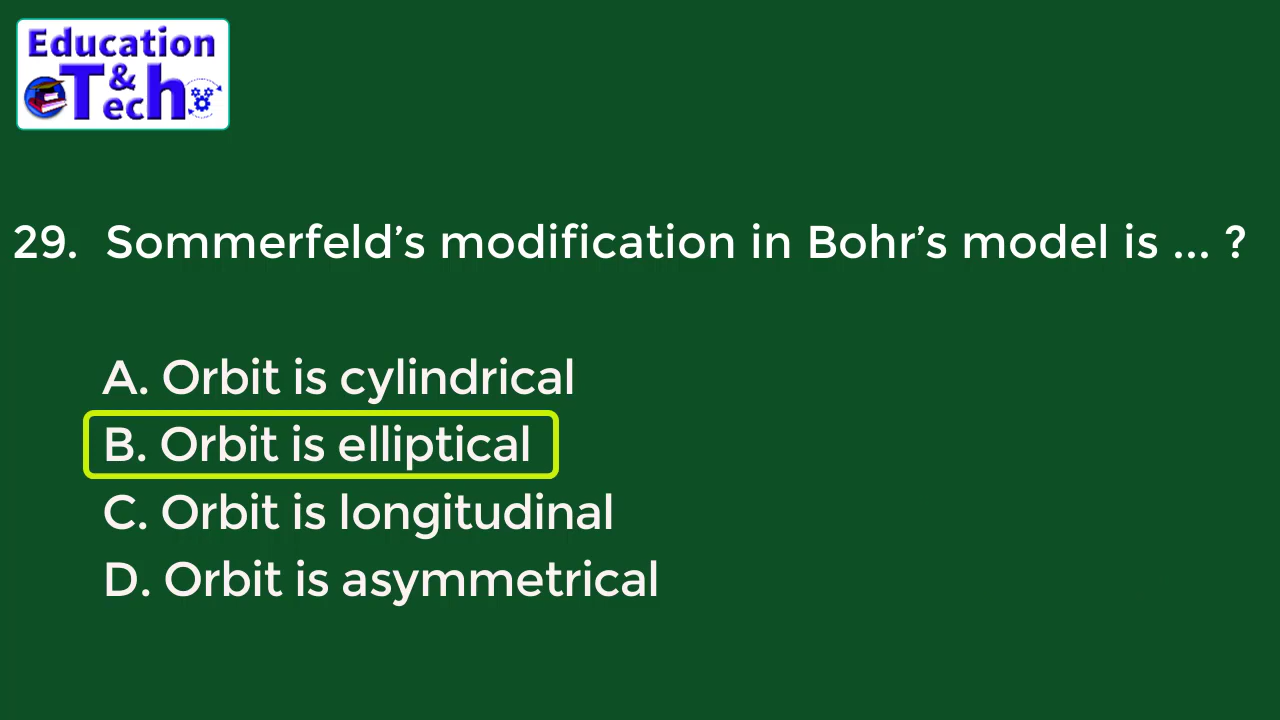 Education
& Tech
29. Sommerfeld’s modification in Bohr’s model is ... ?
A. Orbit is cylindrical
B. Orbit is elliptical
C. Orbit is longitudinal
D. Orbit is asymmetrical